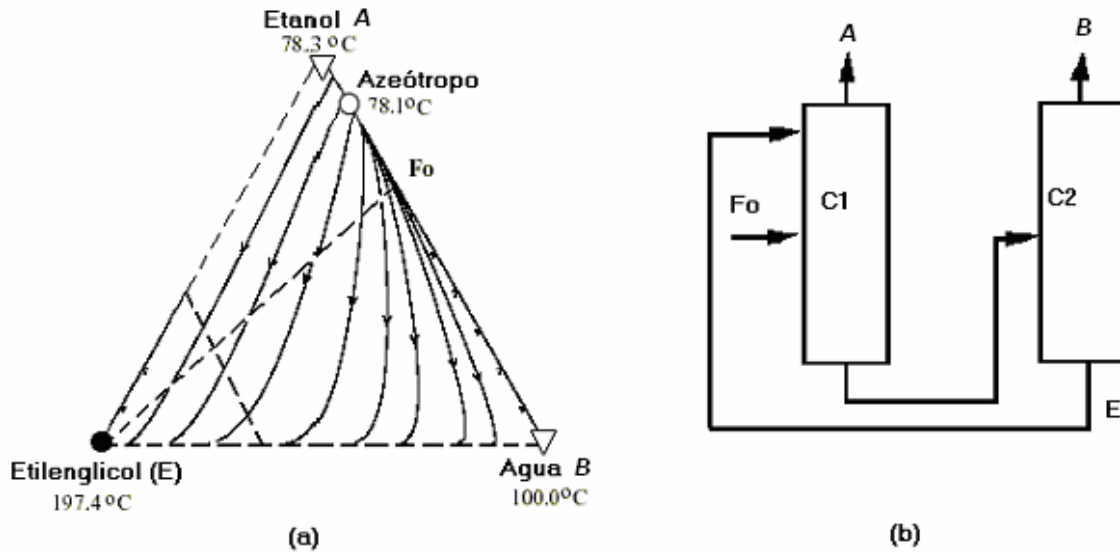 Etanol A
78.3 ºC
Azeótropo
78.1ºC
Fo
Etilenglicol (E)
197.4 ºC
Agua B
100.0ºC
(a)
A
B
Fo
C1
C2
E
(b)